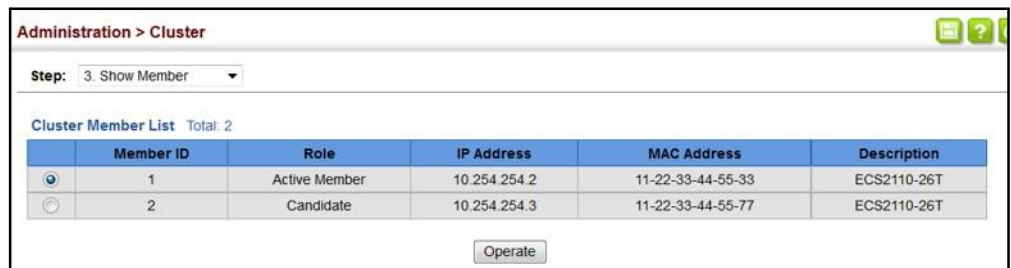 Administration > Cluster
?
Step: 3. Show Member
Cluster Member List Total: 2
Member ID Role IP Address MAC Address Description
1 Active Member 10.254.254.2 11-22-33-44-55-33 ECS2110-26T
2 Candidate 10.254.254.3 11-22-33-44-55-77 ECS2110-26T
Operate